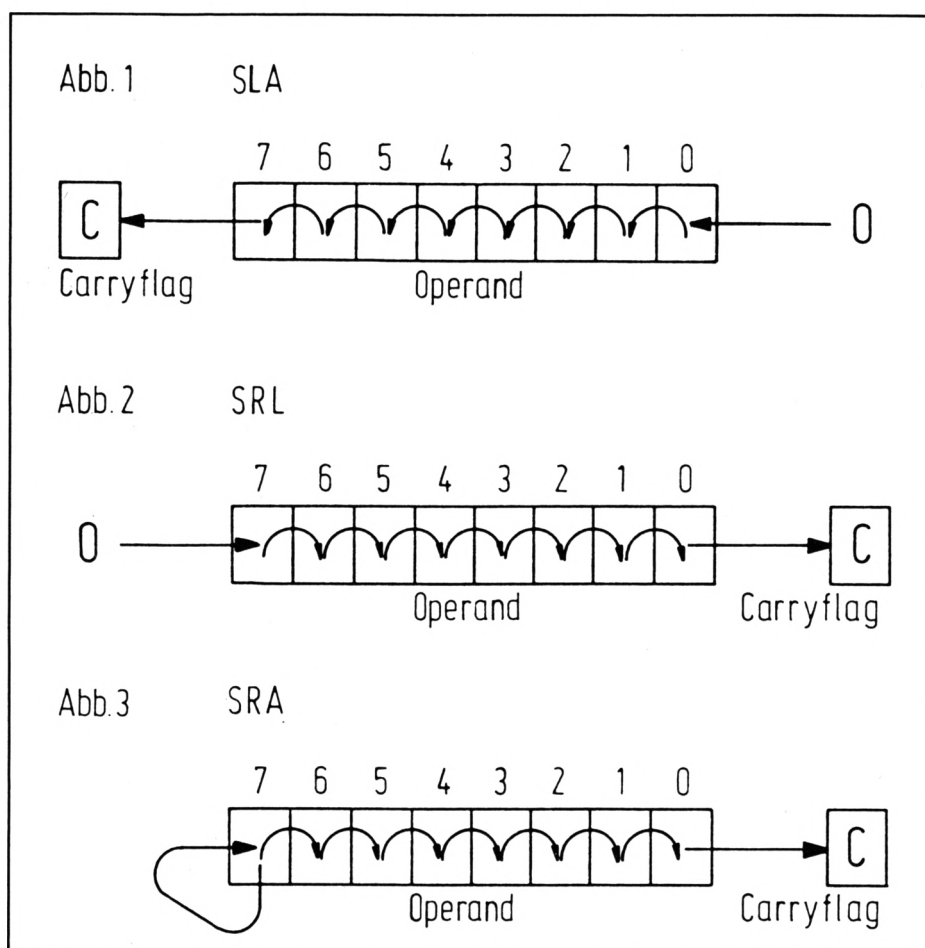 Abb. 1 SLA
7 6 5 4 3 2 1 0
C 0
Carryflag Operand
Abb. 2 SRL
7 6 5 4 3 2 1 0
0 C
Operand Carryflag
Abb. 3 SRA
7 6 5 4 3 2 1 0
C
Operand Carryflag